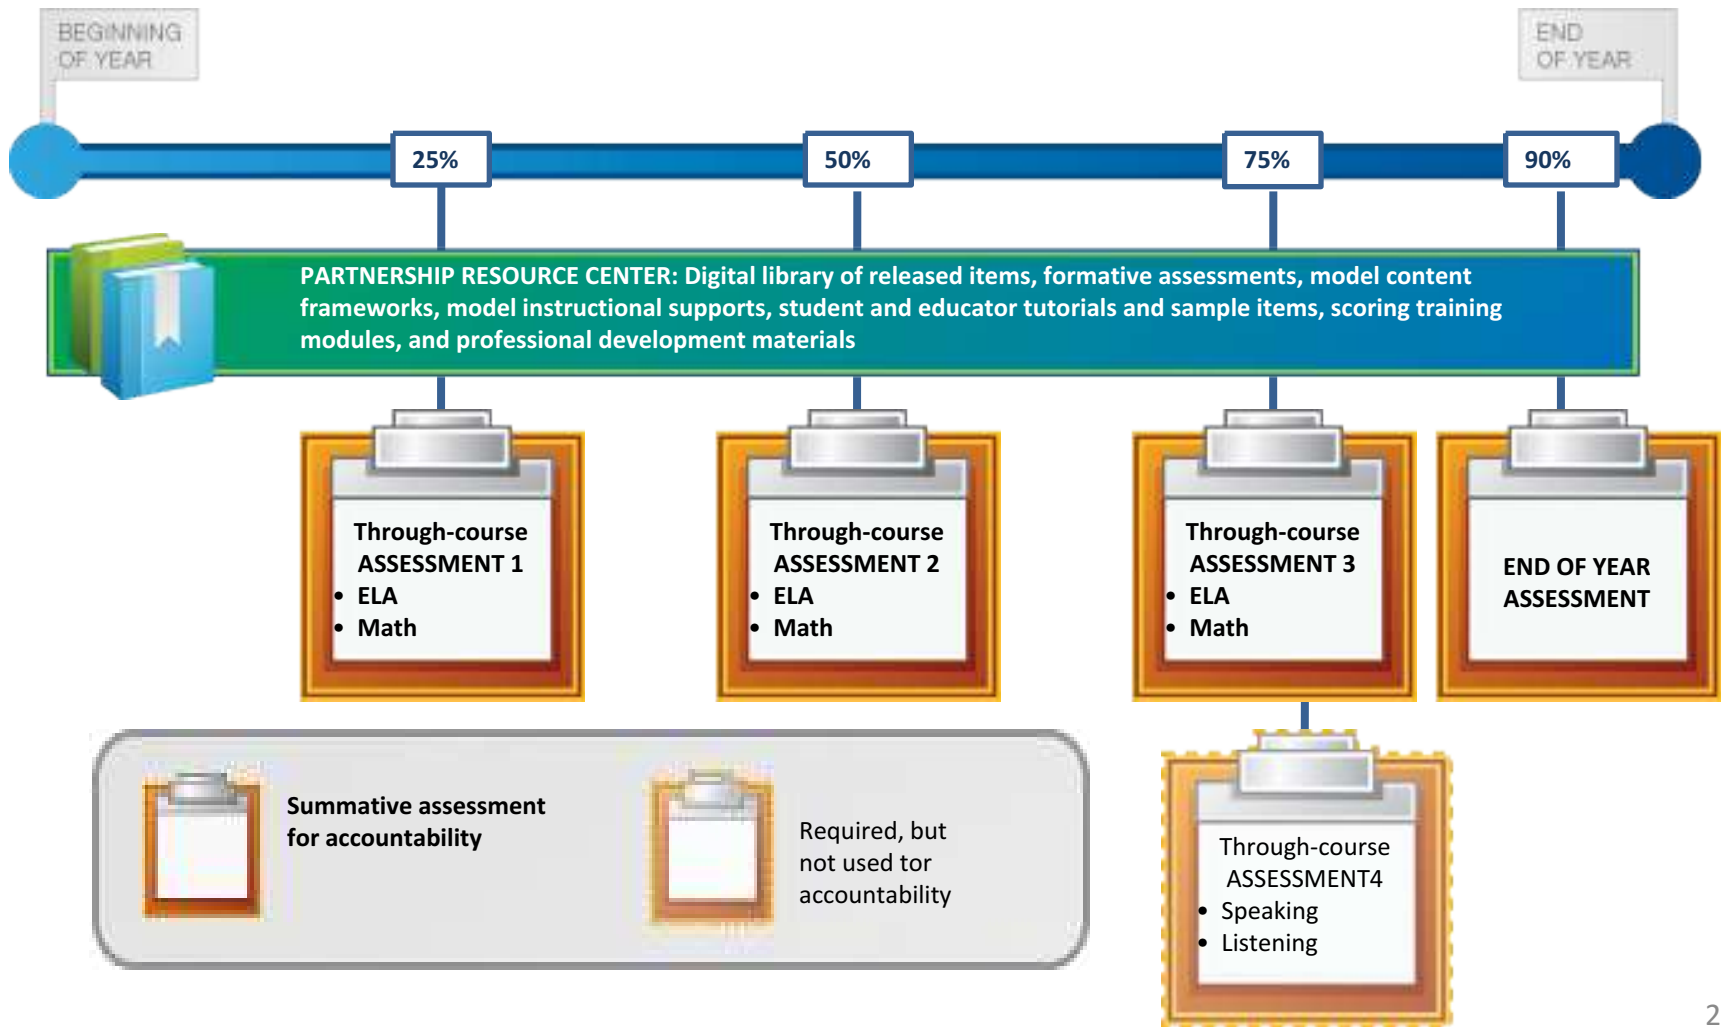 BEGINNING
OF YEAR
END
OF YEAR
25%
50%
75%
90%
PARTNERSHIP RESOURCE CENTER: Digital library of released items, formative assessments, model content
frameworks, model instructional supports, student and educator tutorials and sample items, scoring training
modules, and professional development materials
Through-course
ASSESSMENT 1
• ELA
• Math
Through-course
ASSESSMENT 2
• ELA
• Math
Through-course
ASSESSMENT 3
• ELA
• Math
END OF YEAR
ASSESSMENT
Summative assessment
for accountability
Required, but
not used tor
accountability
Through-course
ASSESSMENT4
• Speaking
• Listening
2